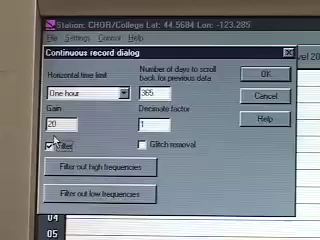 Station: CHOR/College Lat: 44.5684 Lon: -123.285
File Settings Control Help
Continuous record dialog
Horizontal time limit
Number of days to scroll
back for previous data
OK
vel 20
One hour
365
Cancel
Gain
Decimate factor
20
1
Help
Filter
Glitch removal
Filter out high frequencies
Filter out low frequencies
04
05